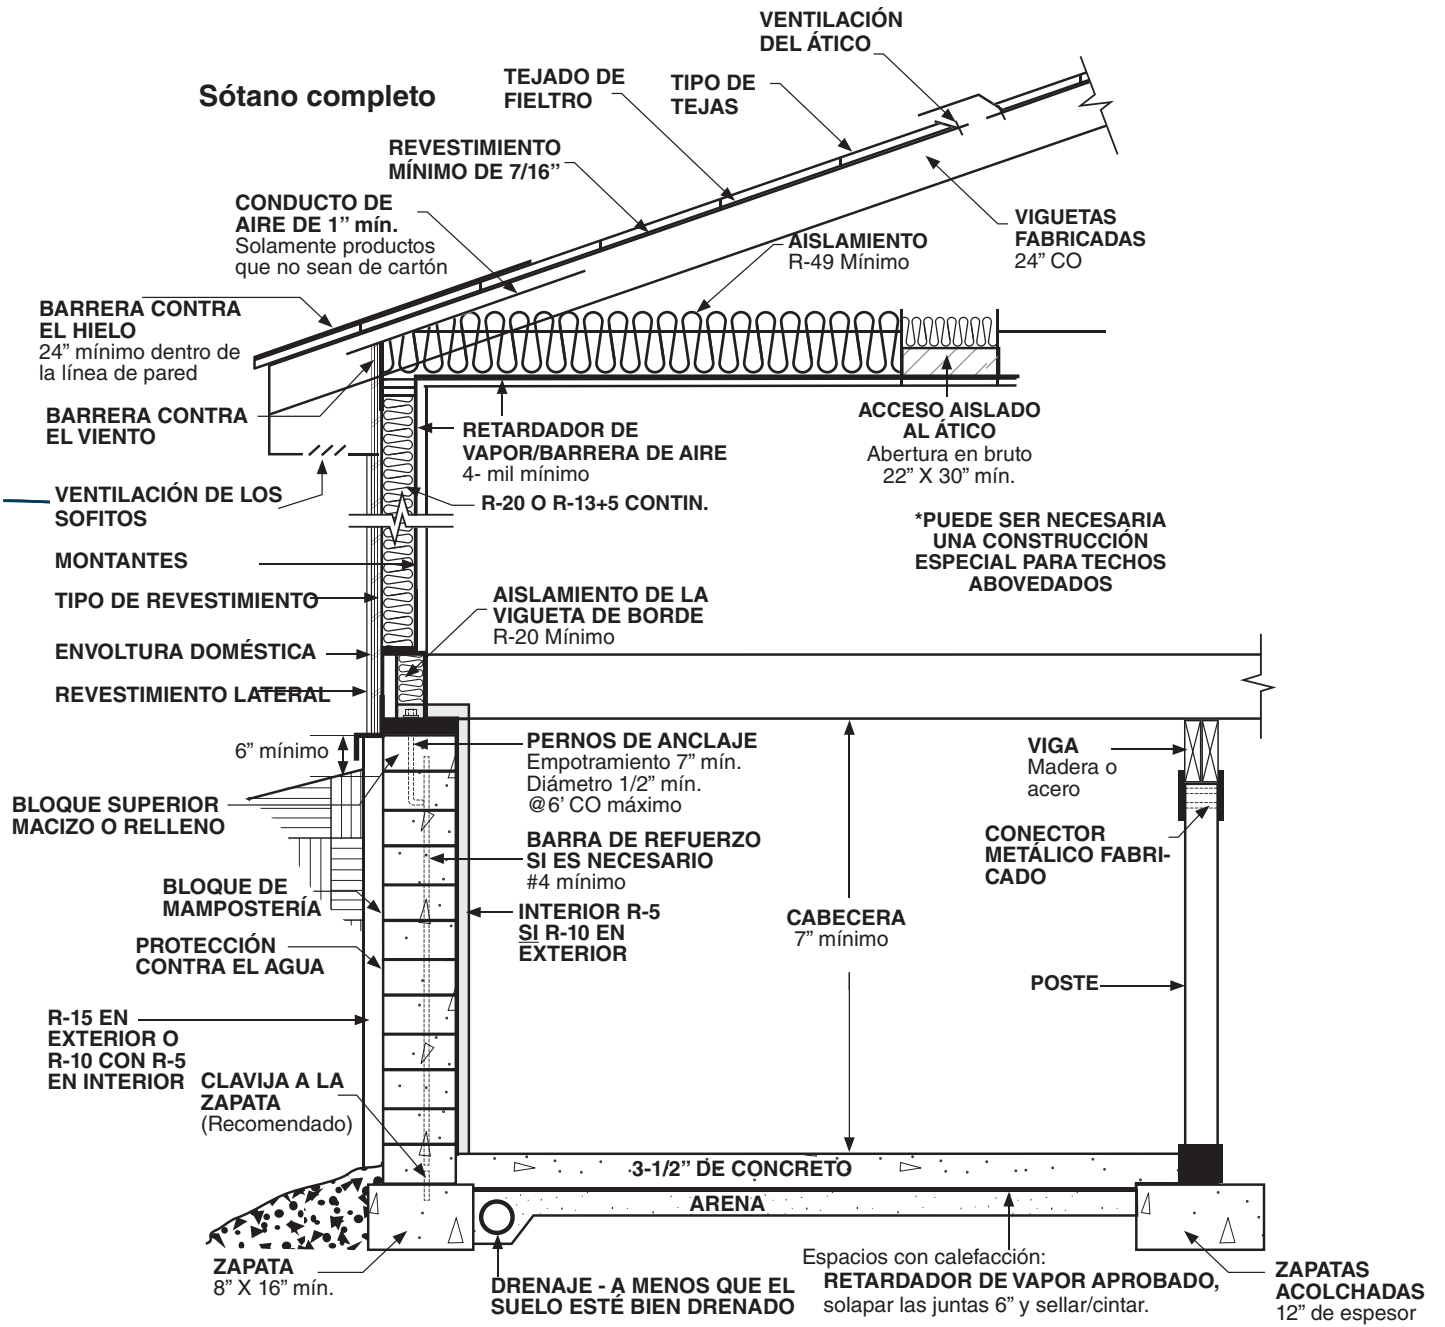 Sótano completo
VENTILACIÓN
DEL ÁTICO
TEJADO DE
FIELTRO
TIPO DE
TEJAS
REVESTIMIENTO
MÍNIMO DE 7/16”
CONDUCTO DE
AIRE DE 1” mín.
Solamente productos
que no sean de cartón
VIGUETAS
FABRICADAS
24” CO
AISLAMIENTO
R-49 Mínimo
BARRERA CONTRA
EL HIELO
24” mínimo dentro de
la línea de pared
BARRERA CONTRA
EL VIENTO
ACCESO AISLADO
AL ÁTICO
Abertura en bruto
22” X 30” mín.
RETARDADOR DE
VAPOR/BARRERA DE AIRE
4- mil mínimo
VENTILACIÓN DE LOS
SOFITOS
R-20 O R-13+5 CONTIN.
*PUEDE SER NECESARIA
UNA CONSTRUCCIÓN
ESPECIAL PARA TECHOS
ABOVEDADOS
MONTANTES
TIPO DE REVESTIMIENTO
AISLAMIENTO DE LA
VIGUETA DE BORDE
R-20 Mínimo
ENVOLTURA DOMÉSTICA
REVESTIMIENTO LATERAL
6” mínimo
PERNOS DE ANCLAJE
Empotramiento 7” mín.
Diámetro 1/2” mín.
@6’ CO máximo
VIGA
Madera o
acero
BLOQUE SUPERIOR
MACIZO O RELLENO
BARRA DE REFUERZO
SI ES NECESARIO
#4 mínimo
CONECTOR
METÁLICO FABRI-
CADO
BLOQUE DE
MAMPOSTERÍA
INTERIOR R-5
SI R-10 EN
EXTERIOR
CABECERA
7” mínimo
PROTECCIÓN
CONTRA EL AGUA
POSTE
R-15 EN
EXTERIOR O
R-10 CON R-5
EN INTERIOR
CLAVIJA A LA
ZAPATA
(Recomendado)
3-1/2” DE CONCRETO
ARENA
ZAPATA
8” X 16” mín.
DRENAJE - A MENOS QUE EL
SUELO ESTÉ BIEN DRENADO
Espacios con calefacción:
RETARDADOR DE VAPOR APROBADO,
solapar las juntas 6” y sellar/cintar.
ZAPATAS
ACOLCHADAS
12” de espesor